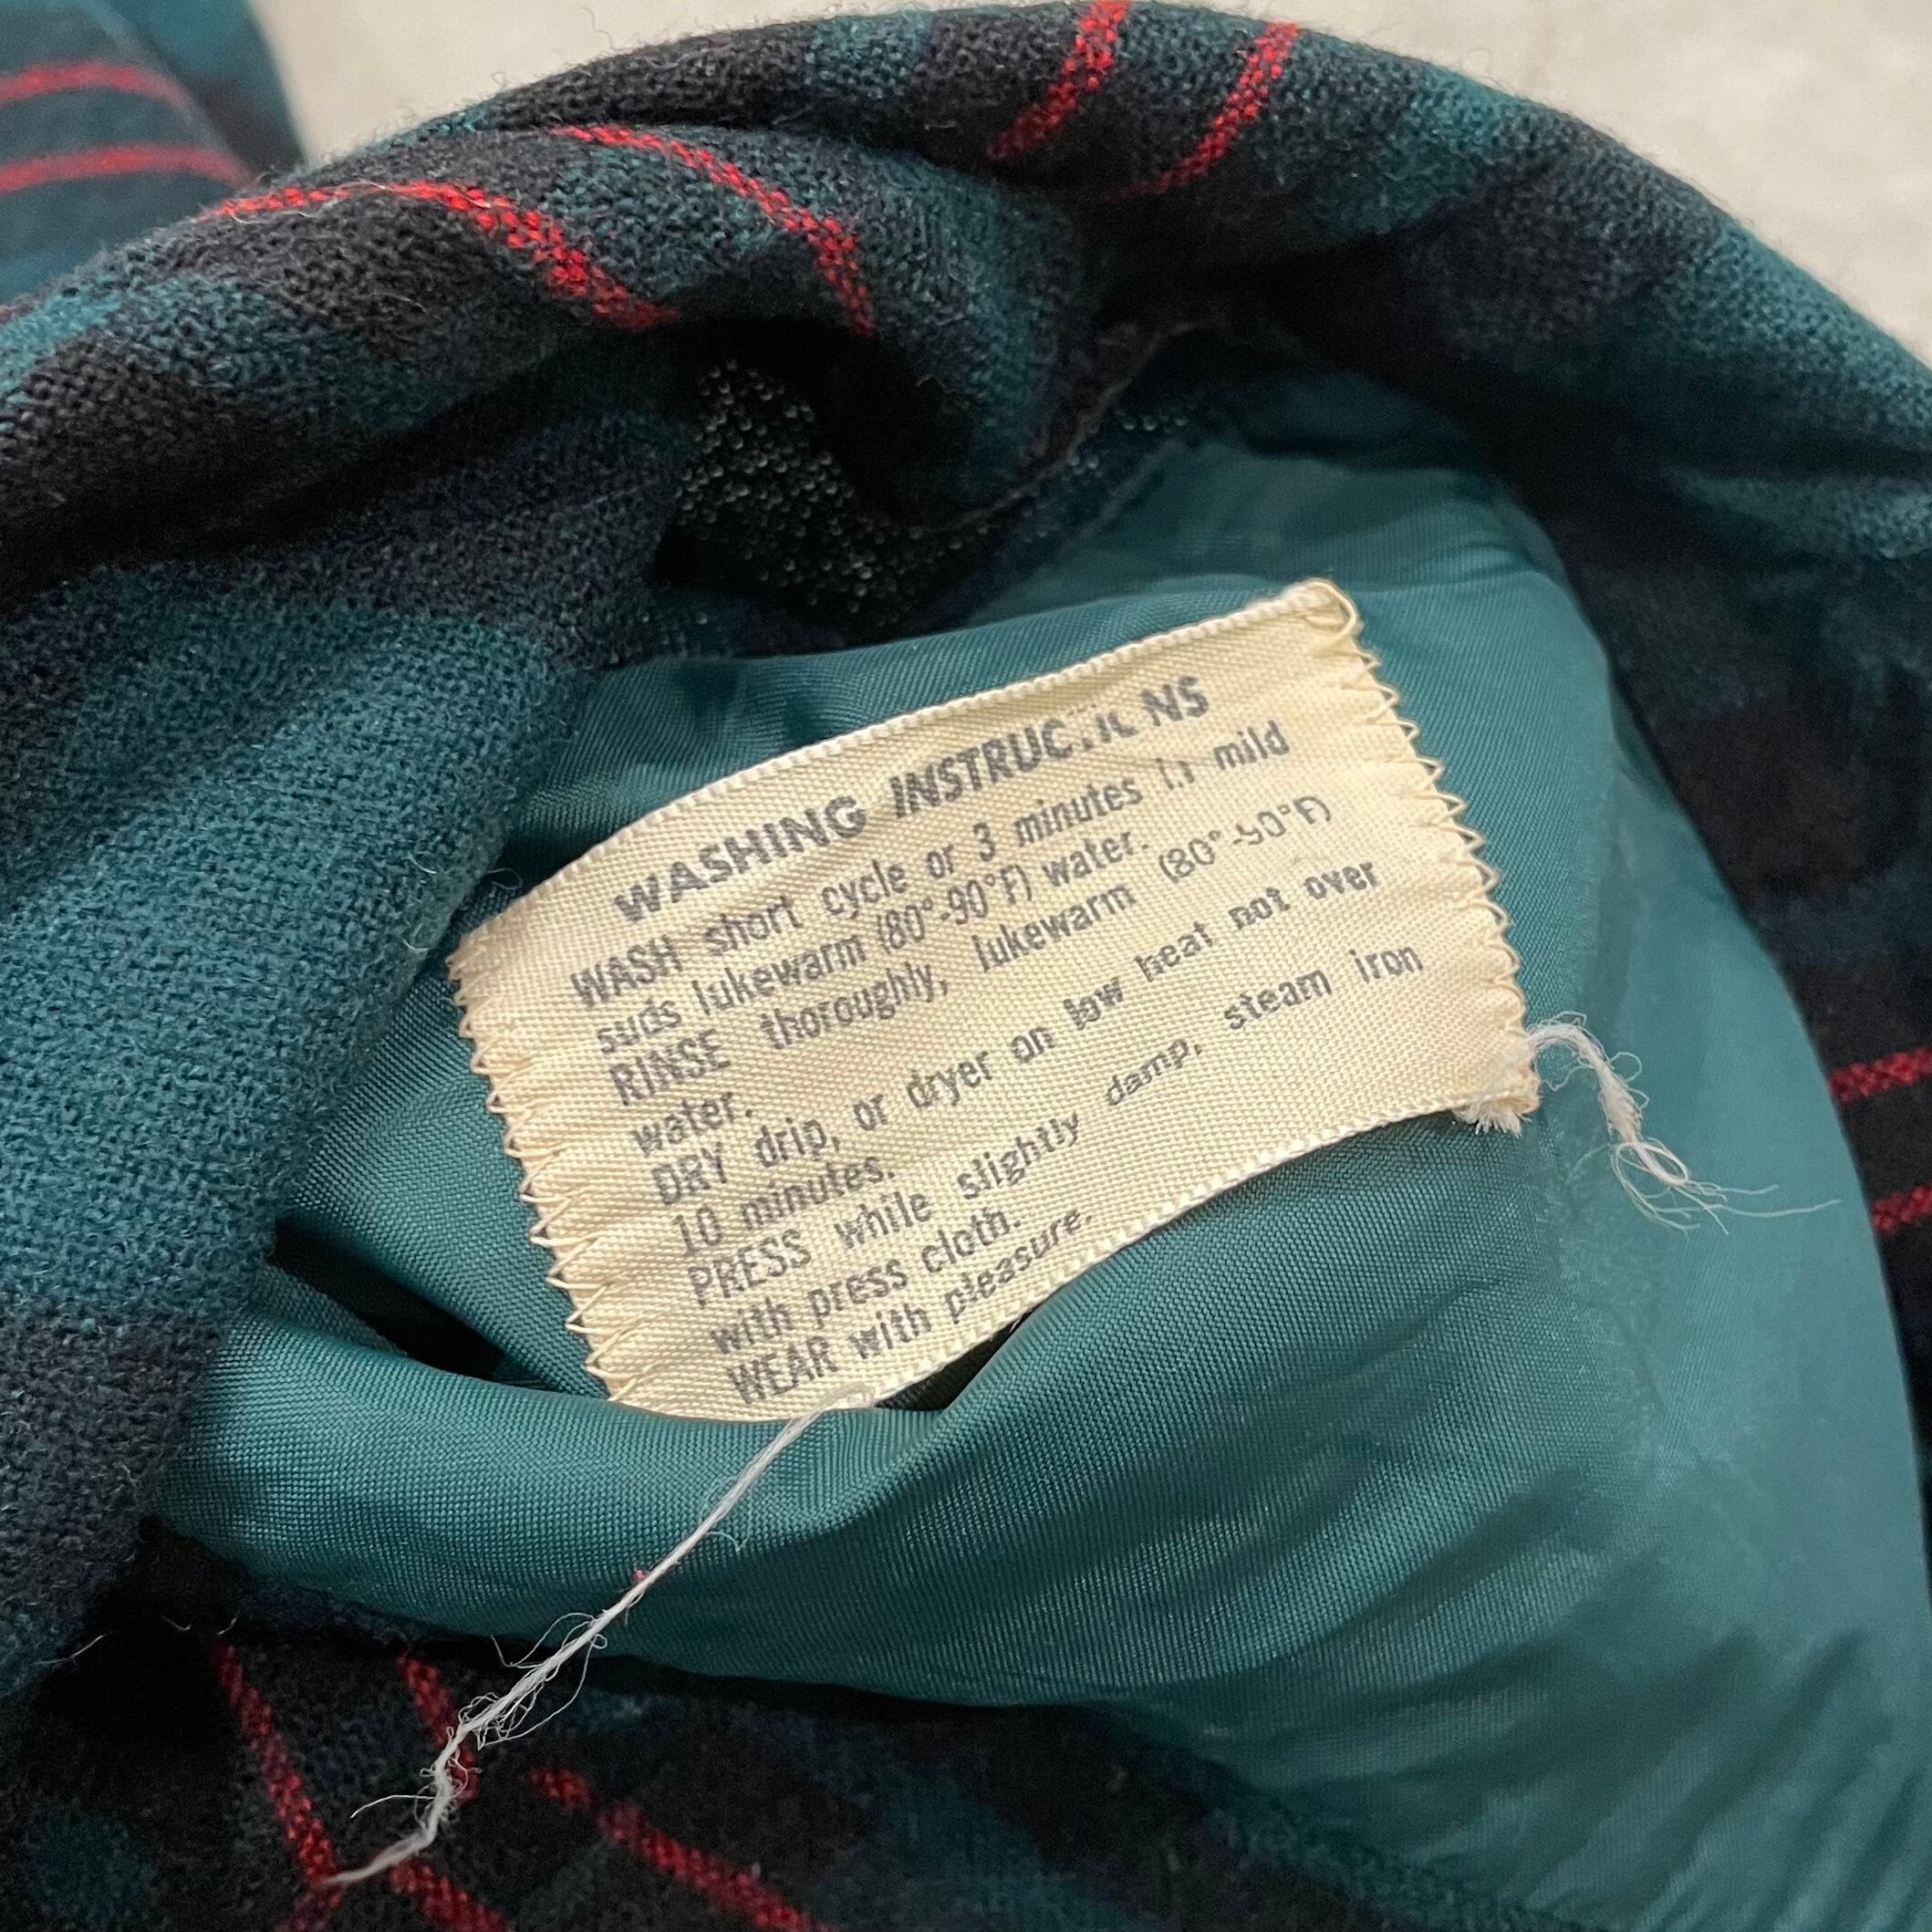 WASHING INSTRUCTIONS
WASH short cycle or 3 minutes in mild
suds lukewarm (80°-90°F) water.
RINSE thoroughly, lukewarm (80°-90°F)
water.
DRY drip, or dryer on low heat not over
10 minutes.
PRESS while slightly damp, steam iron
with press cloth.
WEAR with pleasure.